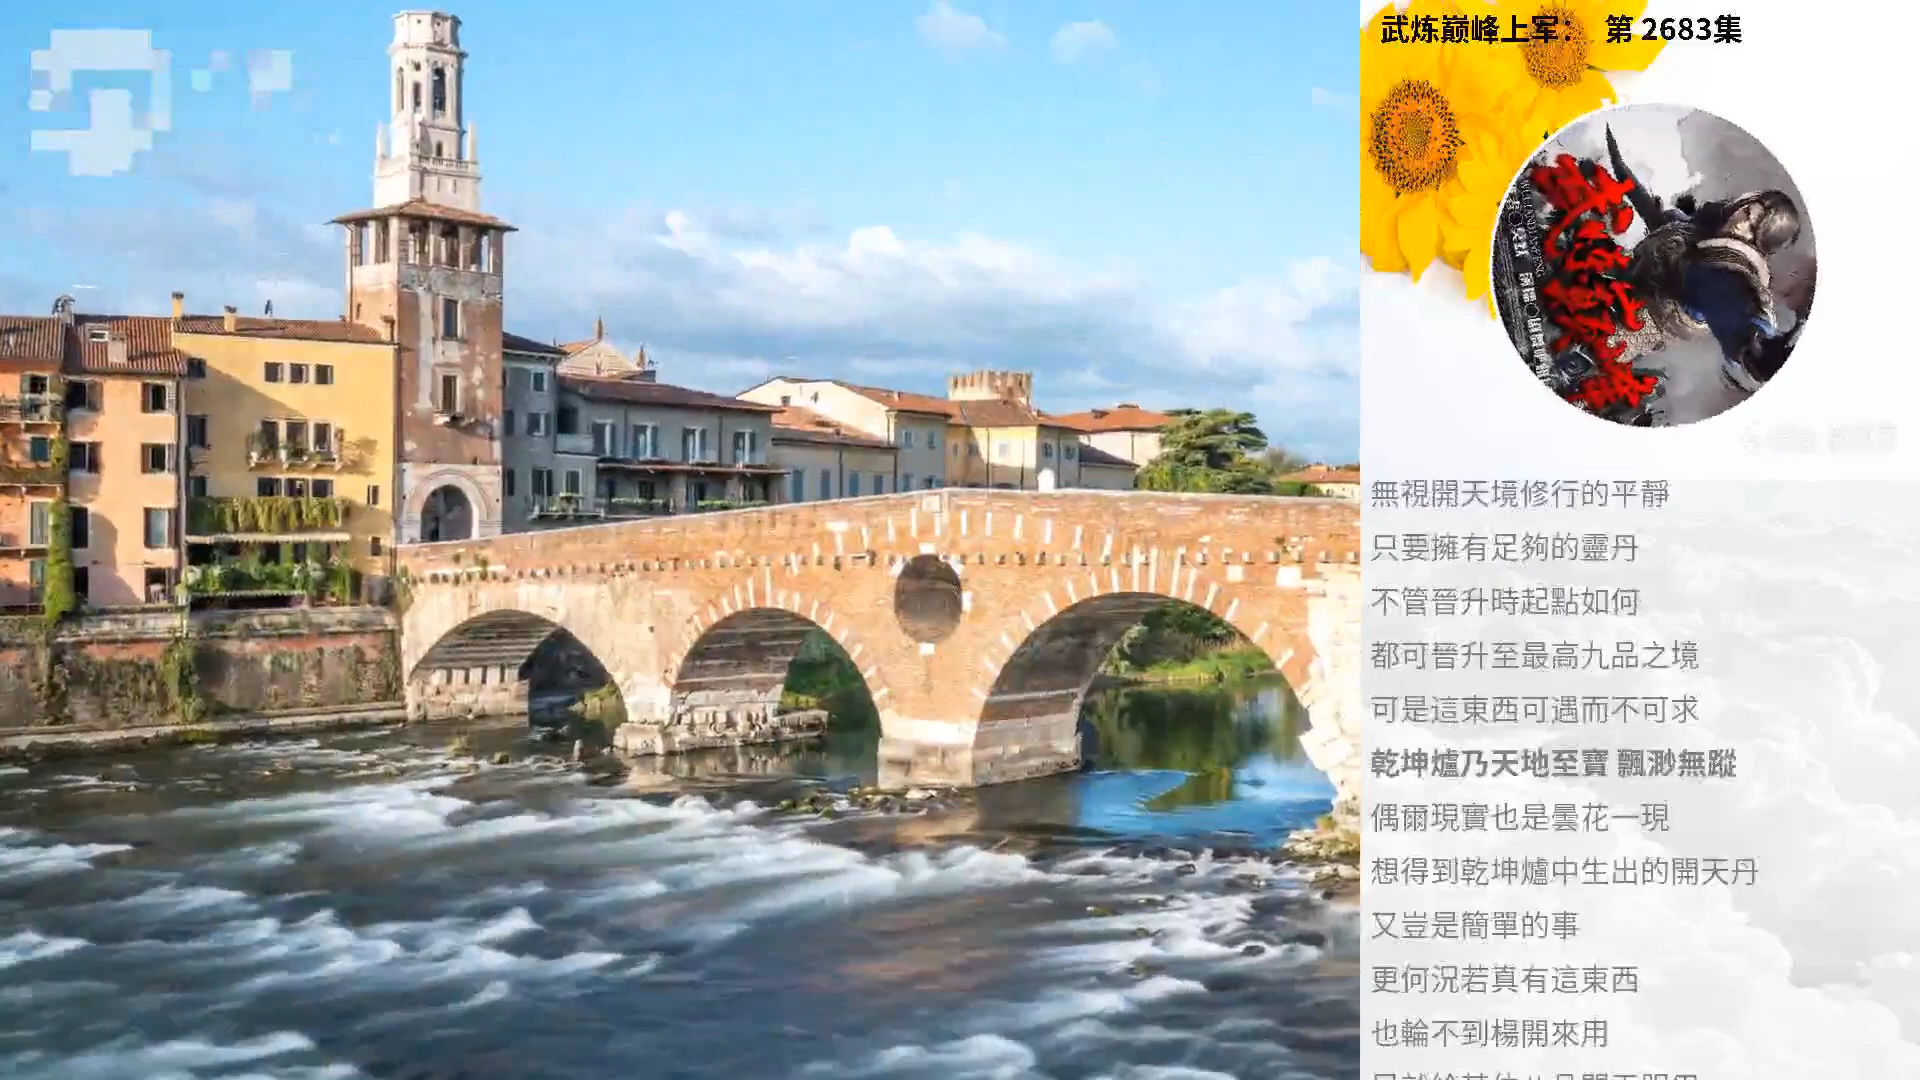 武炼巅峰上军： 第 2683集
無視開天境修行的平靜
只要擁有足夠的靈丹
不管晉升時起點如何
都可晉升至最高九品之境
可是這東西可遇而不可求
乾坤爐乃天地至寶 飄渺無蹤
偶爾現實也是曇花一現
想得到乾坤爐中生出的開天丹
又豈是簡單的事
更何況若真有這東西
也輪不到楊開來用